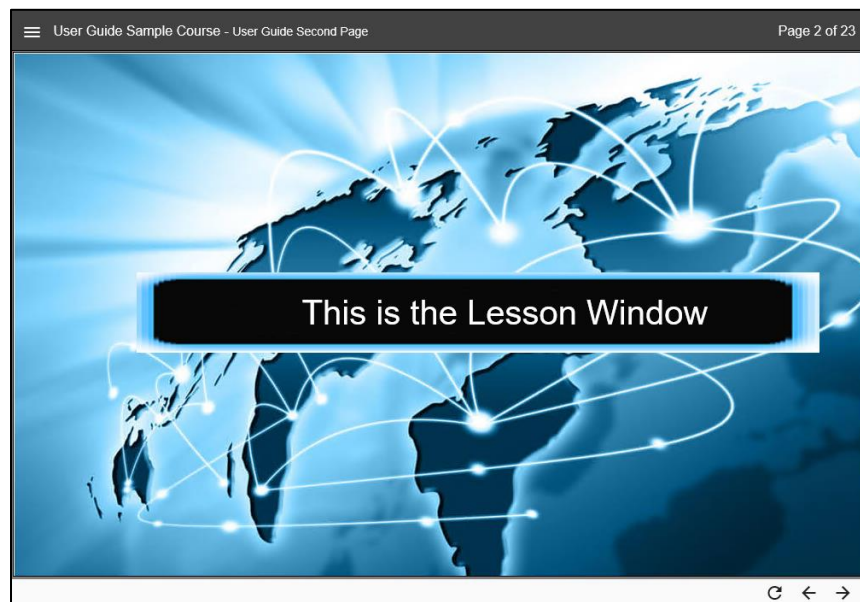 User Guide Sample Course - User Guide Second Page
Page 2 of 23
This is the Lesson Window